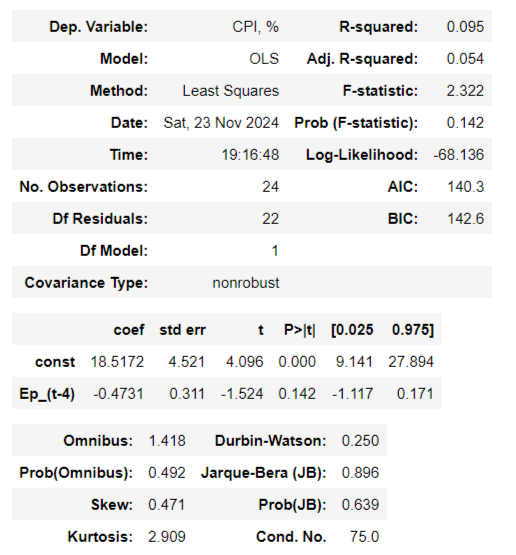 Dep. Variable: CPI, % R-squared: 0.095
Model: OLS Adj. R-squared: 0.054
Method: Least Squares F-statistic: 2.322
Date: Sat, 23 Nov 2024 Prob (F-statistic): 0.142
Time: 19:16:48 Log-Likelihood: -68.136
No. Observations: 24 AIC: 140.3
Df Residuals: 22 BIC: 142.6
Df Model: 1
Covariance Type: nonrobust
coef std err t P>|t| [0.025 0.975]
const 18.5172 4.521 4.096 0.000 9.141 27.894
Ep_(t-4) -0.4731 0.311 -1.524 0.142 -1.117 0.171
Omnibus: 1.418 Durbin-Watson: 0.250
Prob(Omnibus): 0.492 Jarque-Bera (JB): 0.896
Skew: 0.471 Prob(JB): 0.639
Kurtosis: 2.909 Cond. No. 75.0